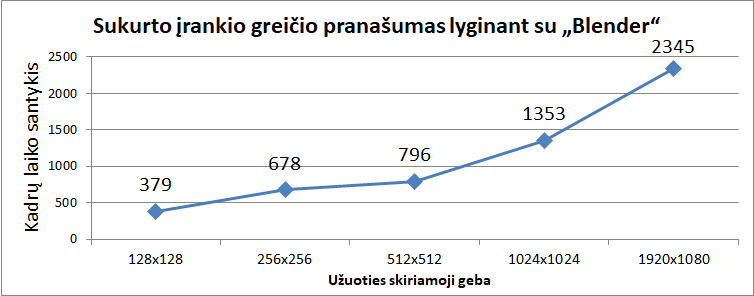 Sukurto įrankio greičio pranašumas lyginant su „Blender“
Kadrų laiko santykis
2500
2000
1500
1000
500
0
379
678
796
1353
2345
128x128
256x256
512x512
1024x1024
1920x1080
Užuoties skiriamoji geba